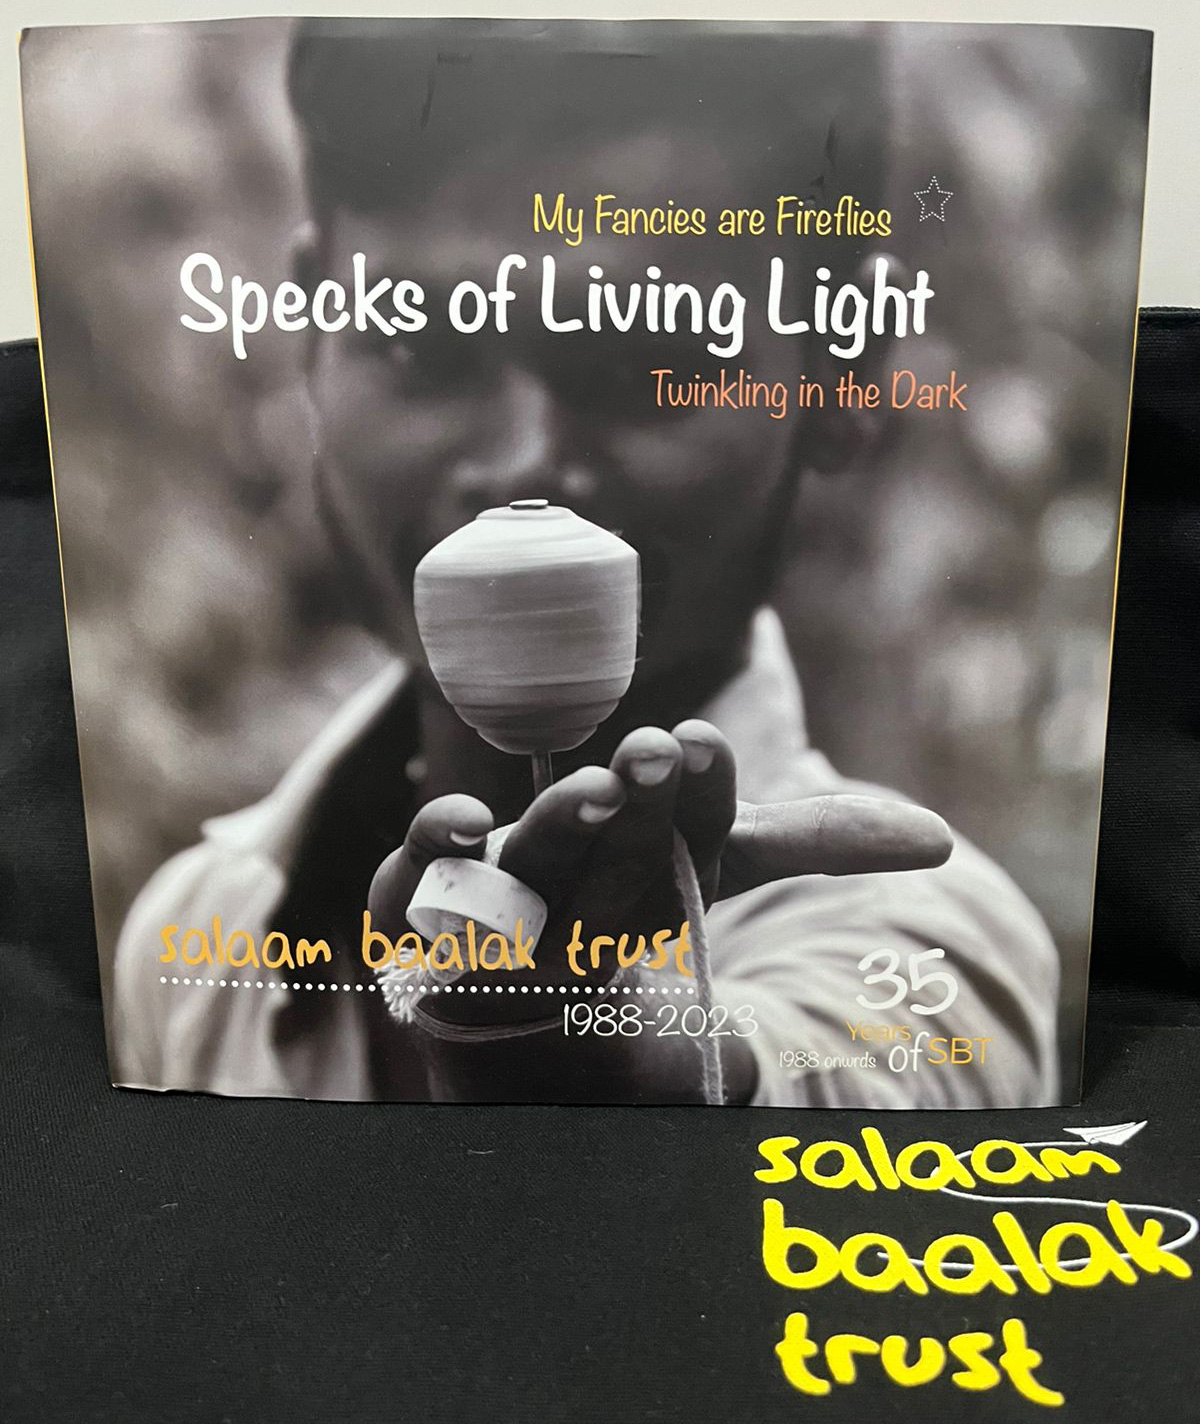 My Fancies are Fireflies
Specks of Living Light
Twinkling in the Dark
salaam baalak trust
1988-2023
35
Years
1988 onwrds of SBT
salaam
baalak
trust